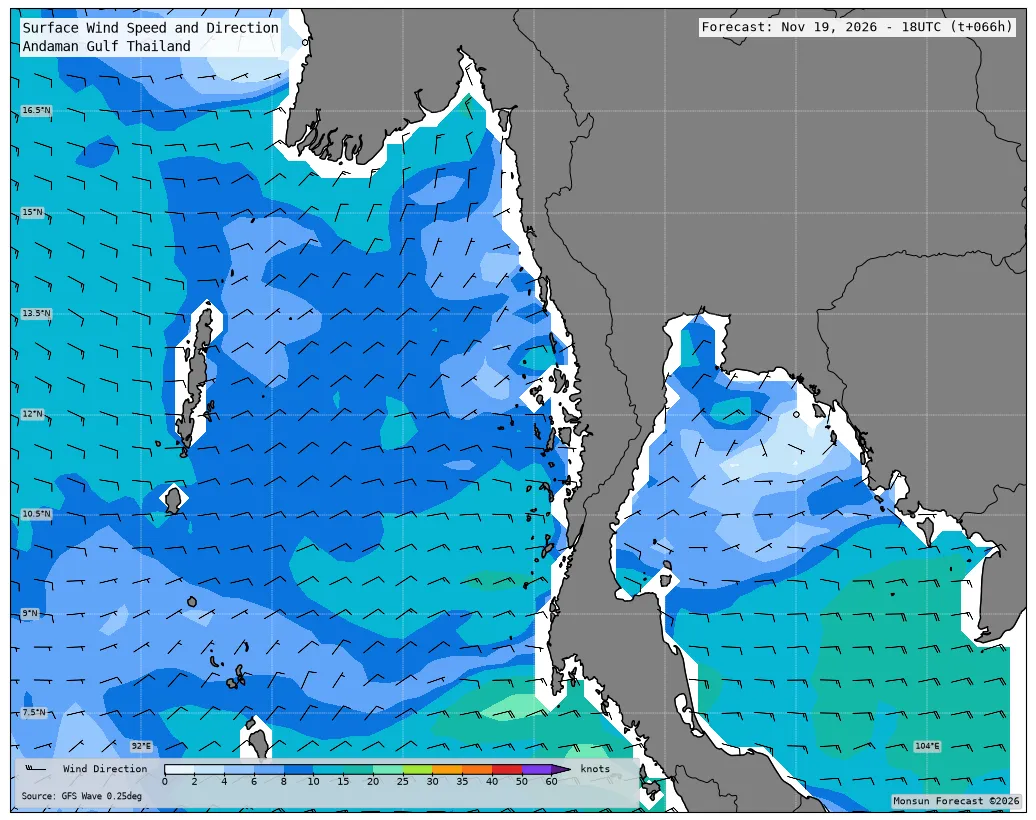 Surface Wind Speed and Direction
Andaman Gulf Thailand
Forecast: Nov 19, 2026 - 18UTC (t+066h)
16.5°N
15°N
13.5°N
12°N
10.5°N
9°N
7.5°N
92°E
104°E
Wind Direction
0 2 4 6 8 10 15 20 25 30 35 40 50 60
knots
Source: GFS Wave 0.25deg
Monsun Forecast ©2026